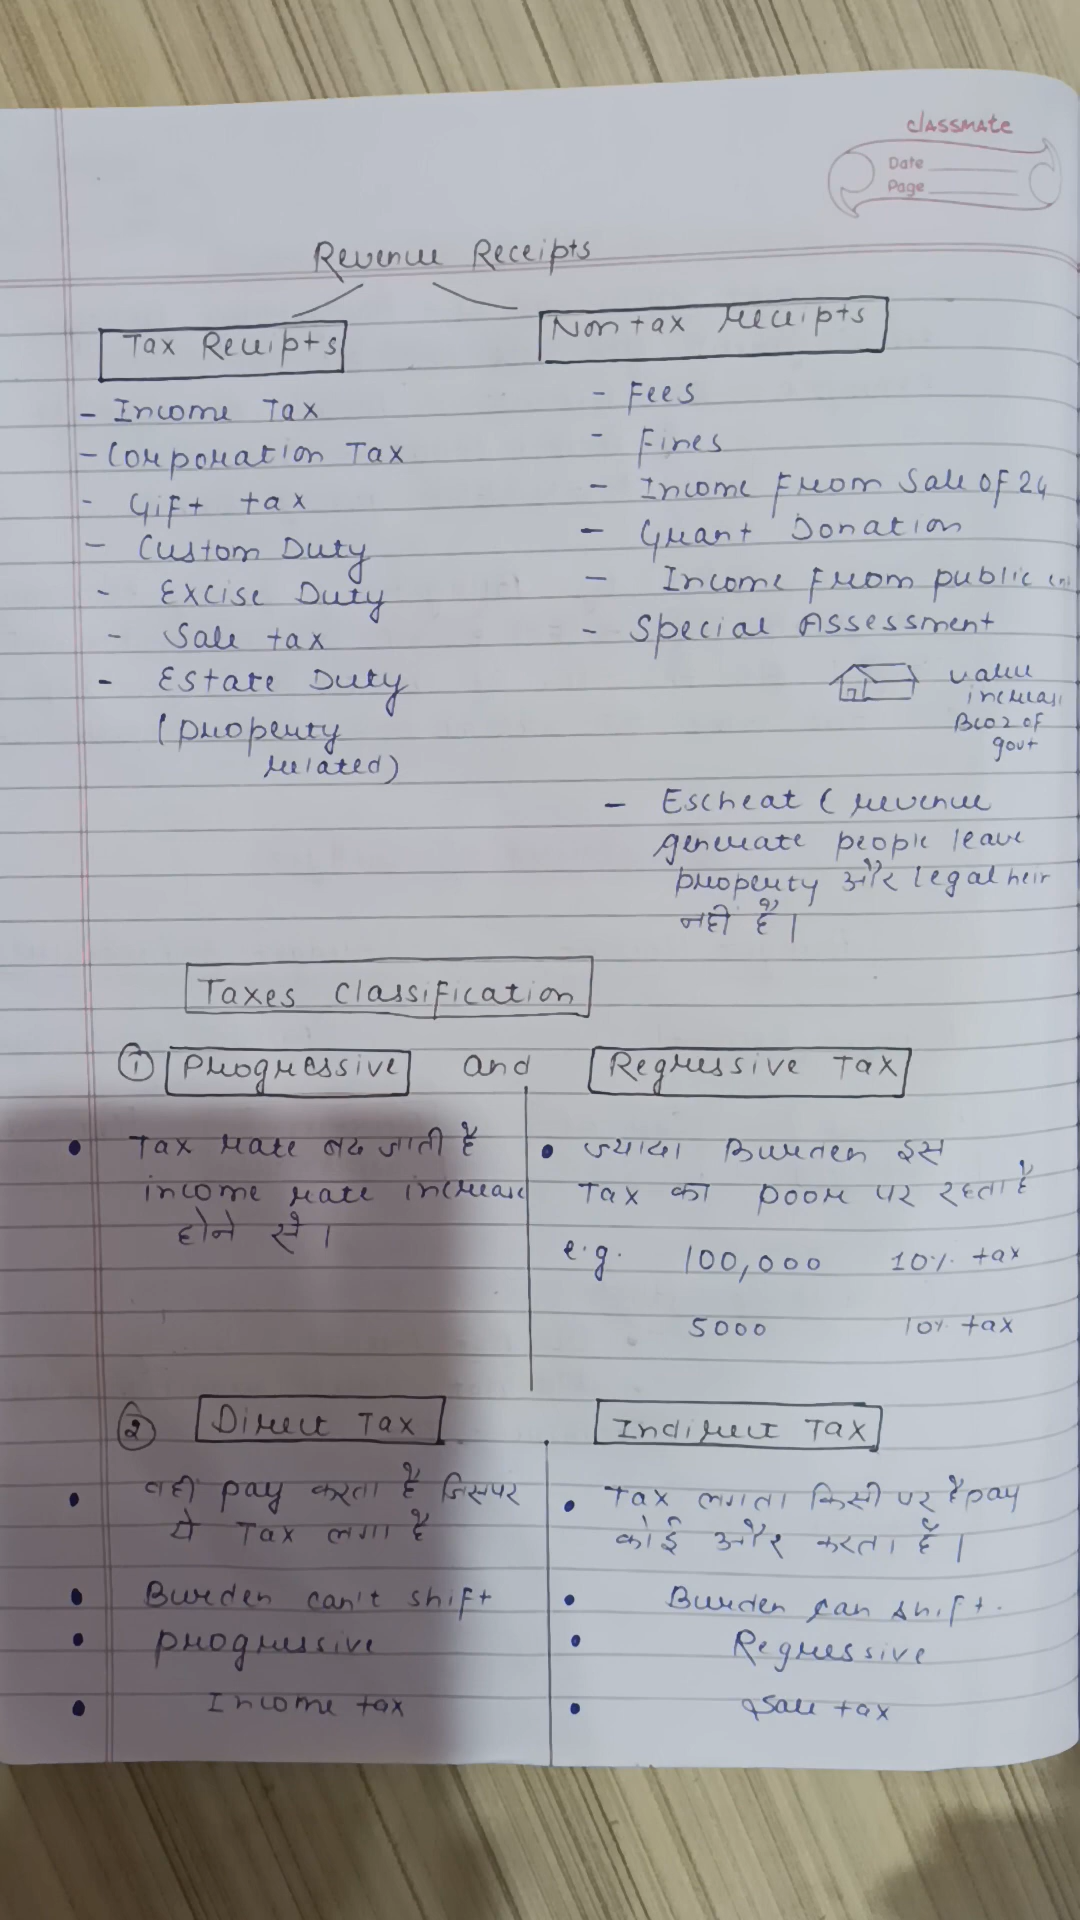 classmate
Date
Page
Revenue Receipts
Tax Receipts
Non tax receipts
- Income Tax
- Corporation Tax
- Gift tax
- Custom Duty
- Excise Duty
- Sale tax
- Estate Duty
(property
related)
- Fees
- Fines
- Income From Sale of 24
- Grant Donation
- Income From public
- Special Assessment
value
increas
Bcoz of
govt
- Escheat ( revenue
generate people leave
property और legal heir
नही है।
Taxes Classification
① Progressive and Regressive Tax
• Tax rate बढ जाती है
income rate increase
होने से।
• ज्यादा Burden इस
Tax का poor पर रहता है
e.g. 100,000 10% tax
5000 10% tax
② Direct Tax
Indirect Tax
• वही pay करता है जिसपर
ये Tax लगा है
• Burden can't shift
• progressive
• Income tax
• Tax लगता किसी पर है pay
कोई और करता है।
• Burden can shift.
• Regressive
• Sale tax